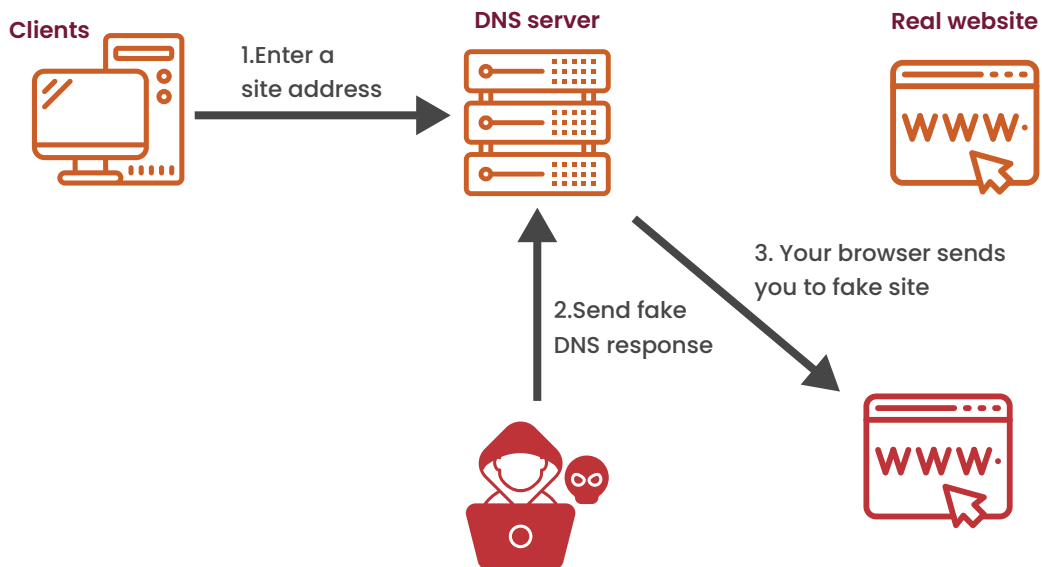 Clients
DNS server
Real website
1.Enter a
site address
WWW.
2.Send fake
DNS response
3. Your browser sends
you to fake site
WWW.